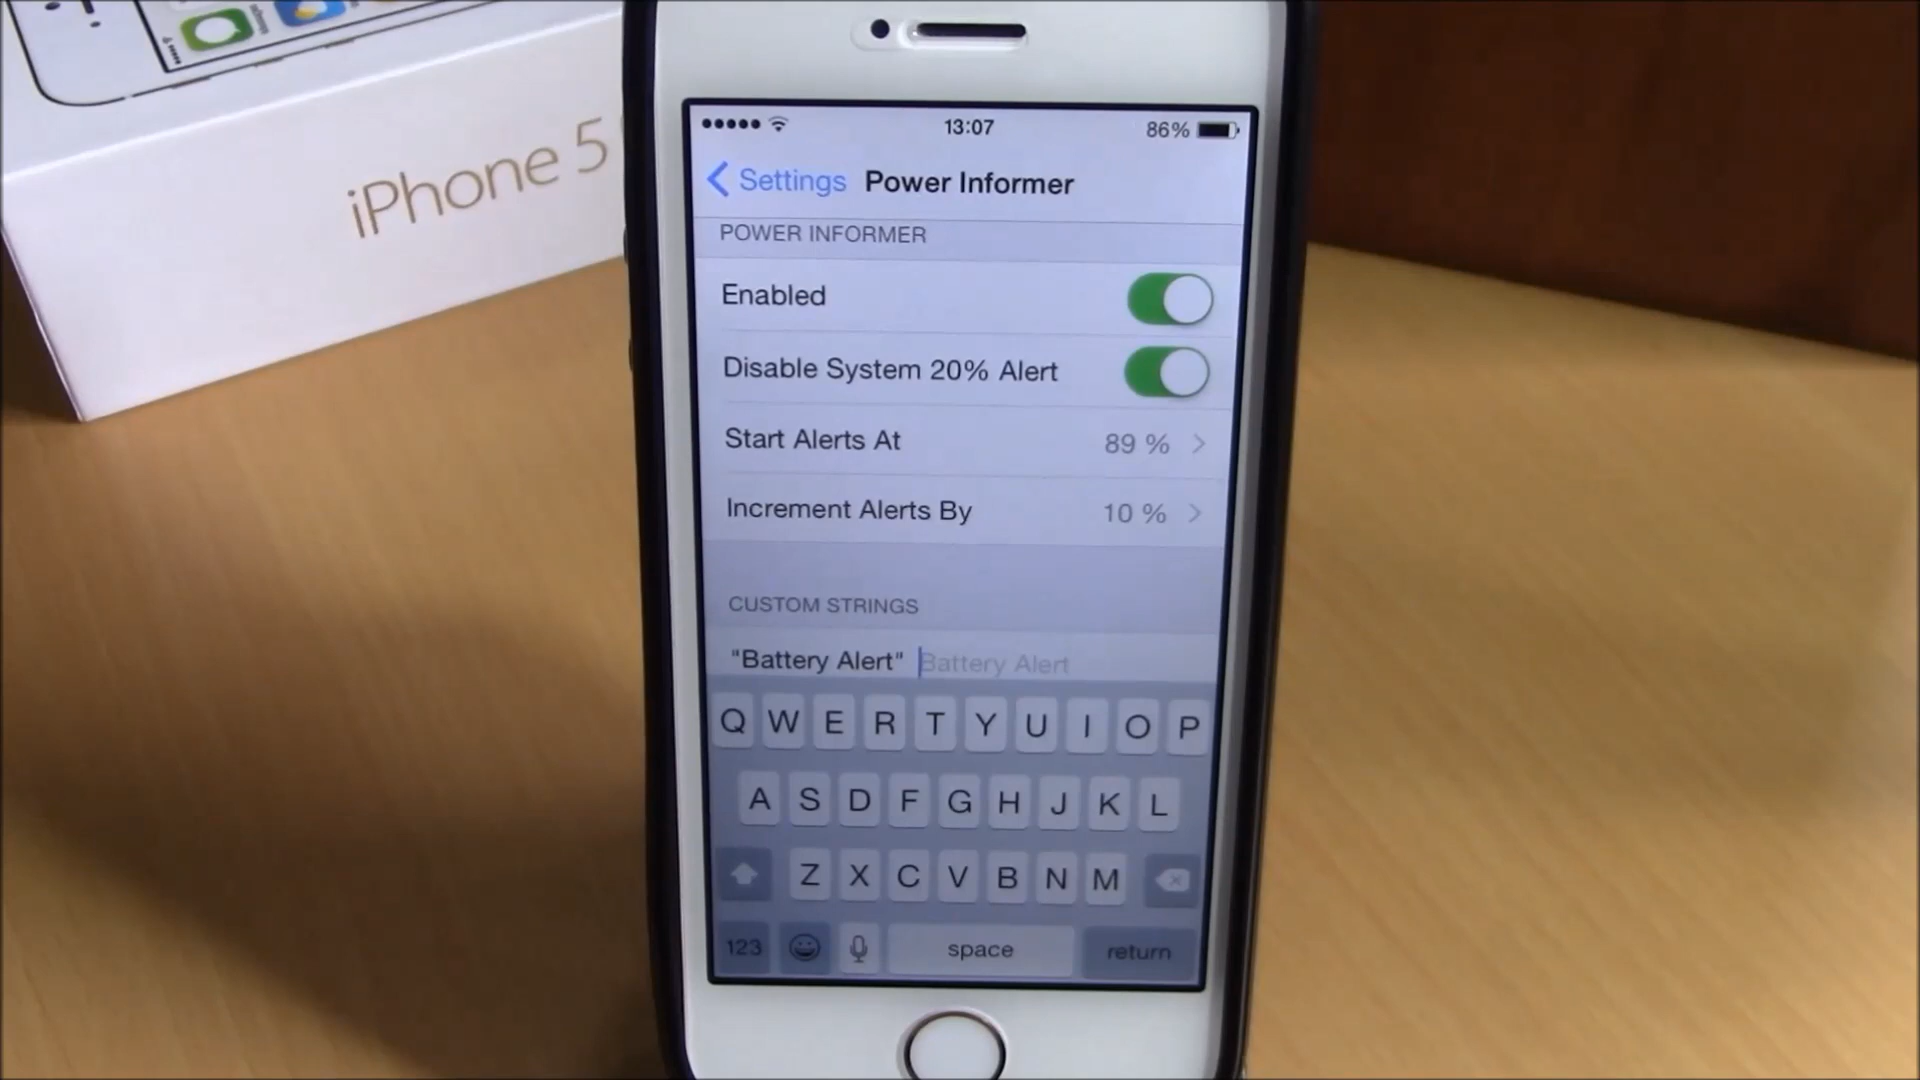 iPhone 5
13:07
86%
Settings
Power Informer
POWER INFORMER
Enabled
Disable System 20% Alert
Start Alerts At
89 %
Increment Alerts By
10 %
CUSTOM STRINGS
"Battery Alert"
Battery Alert
Q W E R T Y U I O P
A S D F G H J K L
Z X C V B N M
123
space
return